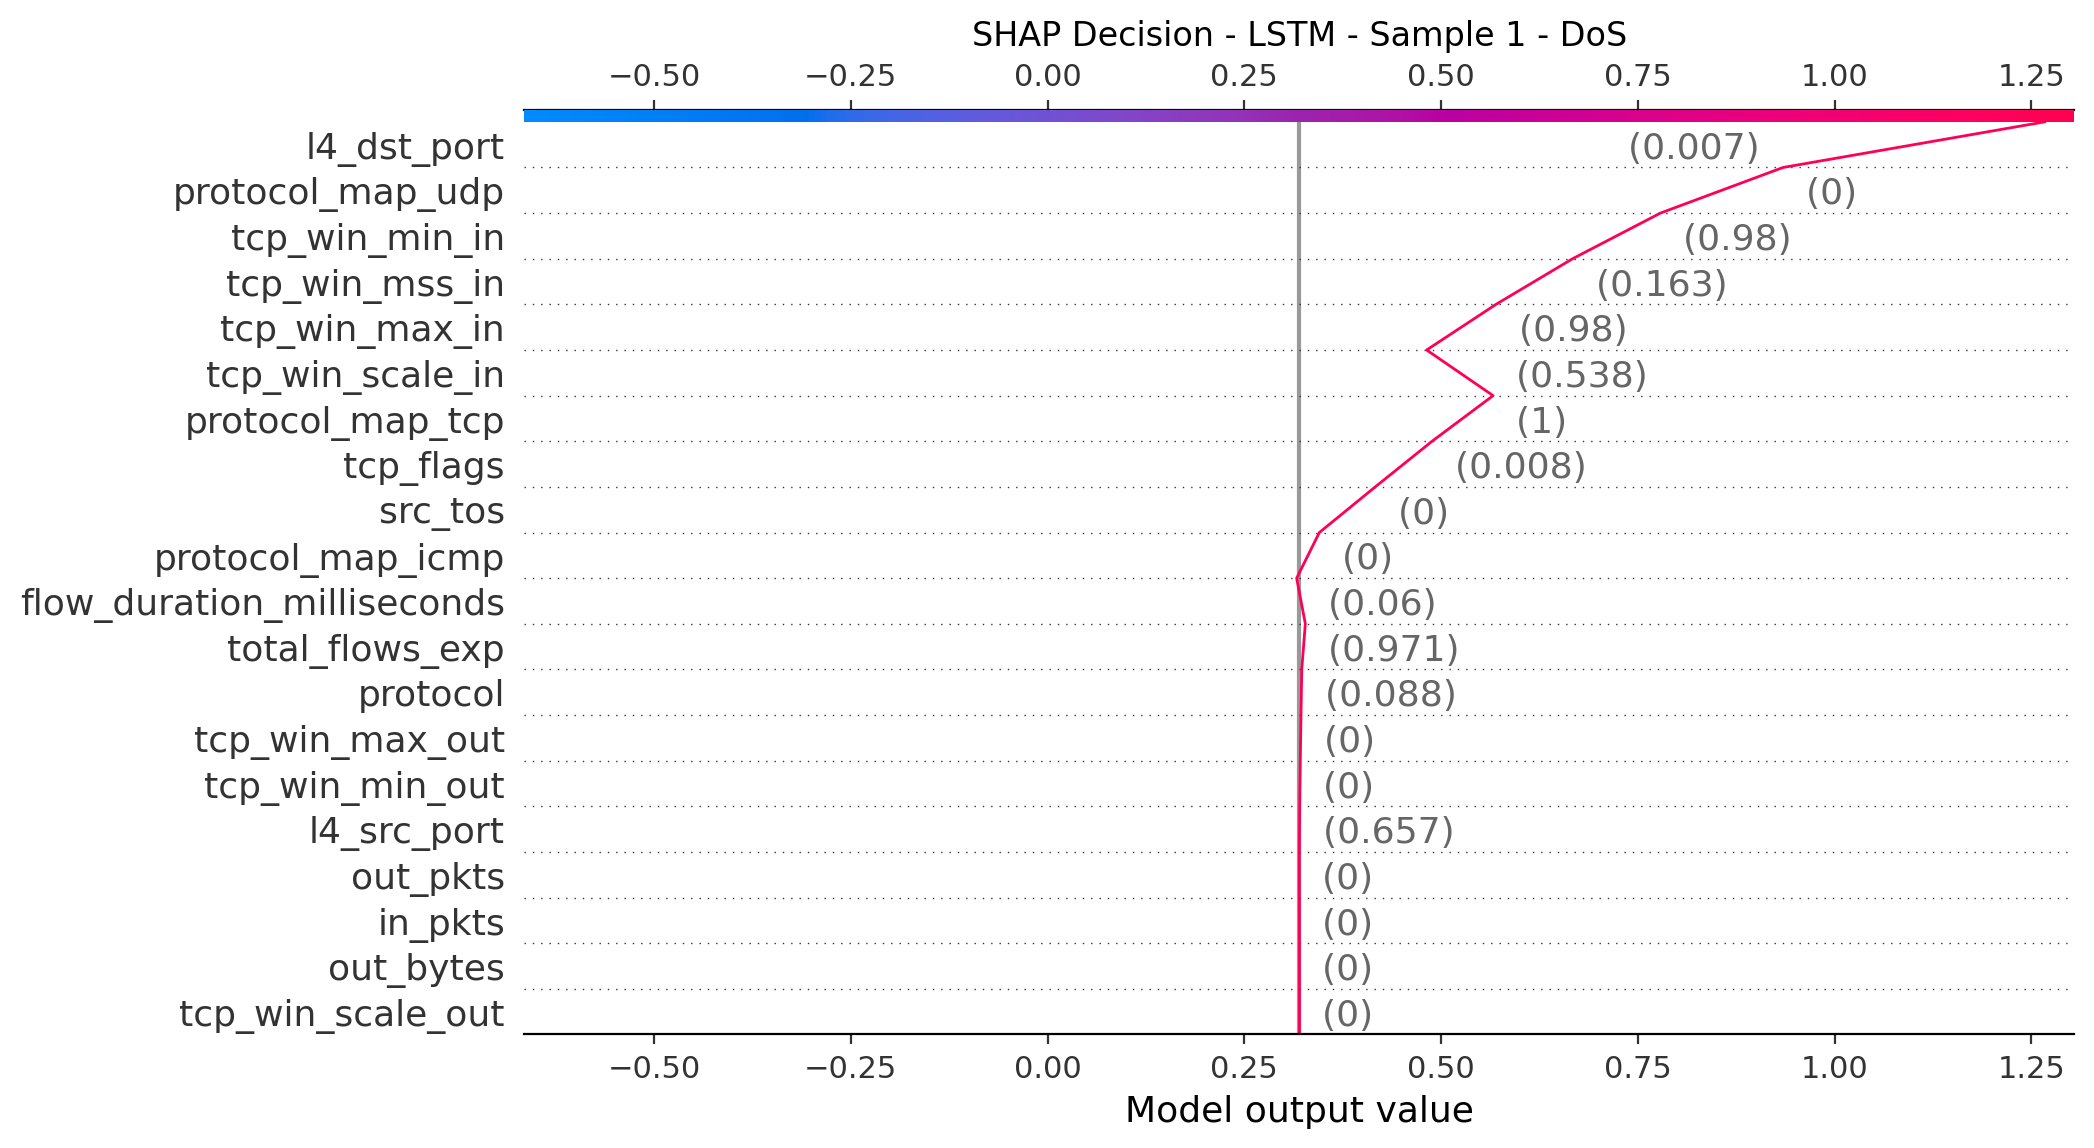 SHAP Decision - LSTM - Sample 1 - DoS
−0.50 −0.25 0.00 0.25 0.50 0.75 1.00 1.25
l4_dst_port (0.007)
protocol_map_udp (0)
tcp_win_min_in (0.98)
tcp_win_mss_in (0.163)
tcp_win_max_in (0.98)
tcp_win_scale_in (0.538)
protocol_map_tcp (1)
tcp_flags (0.008)
src_tos (0)
protocol_map_icmp (0)
flow_duration_milliseconds (0.06)
total_flows_exp (0.971)
protocol (0.088)
tcp_win_max_out (0)
tcp_win_min_out (0)
l4_src_port (0.657)
out_pkts (0)
in_pkts (0)
out_bytes (0)
tcp_win_scale_out (0)
−0.50 −0.25 0.00 0.25 0.50 0.75 1.00 1.25
Model output value